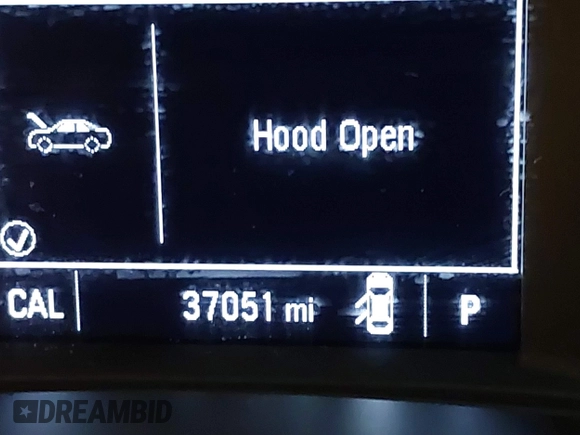 Hood Open
CAL 37051 mi P
DREAMBID